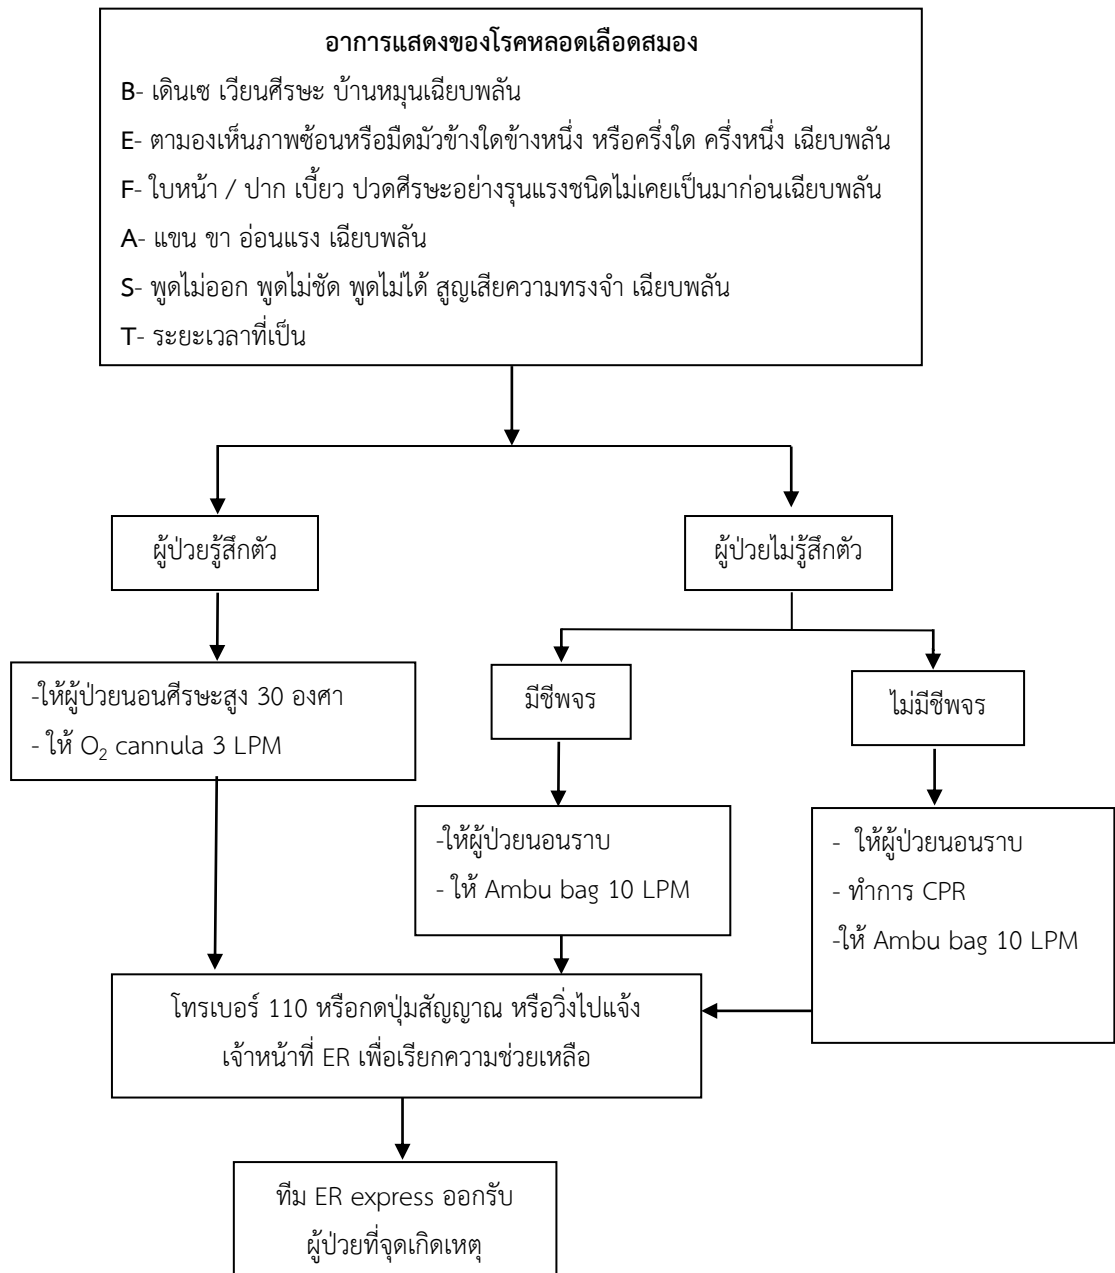 อาการแสดงของโรคหลอดเลือดสมอง
B- เดินเซ เวียนศีรษะ บ้านหมุนเฉียบพลัน
E- ตามองเห็นภาพซ้อนหรือมืดมัวข้างใดข้างหนึ่ง หรือครึ่งใด ครึ่งหนึ่ง เฉียบพลัน
F- ใบหน้า / ปาก เบี้ยว ปวดศีรษะอย่างรุนแรงชนิดไม่เคยเป็นมาก่อนเฉียบพลัน
A- แขน ขา อ่อนแรง เฉียบพลัน
S- พูดไม่ออก พูดไม่ชัด พูดไม่ได้ สูญเสียความทรงจำ เฉียบพลัน
T- ระยะเวลาที่เป็น
ผู้ป่วยรู้สึกตัว
ผู้ป่วยไม่รู้สึกตัว
-ให้ผู้ป่วยนอนศีรษะสูง 30 องศา
- ให้ O₂ cannula 3 LPM
มีชีพจร
ไม่มีชีพจร
-ให้ผู้ป่วยนอนราบ
- ให้ Ambu bag 10 LPM
- ให้ผู้ป่วยนอนราบ
- ทำการ CPR
-ให้ Ambu bag 10 LPM
โทรเบอร์ 110 หรือกดปุ่มสัญญาณ หรือวิ่งไปแจ้ง
เจ้าหน้าที่ ER เพื่อเรียกความช่วยเหลือ
ทีม ER express ออกรับ
ผู้ป่วยที่จุดเกิดเหตุ